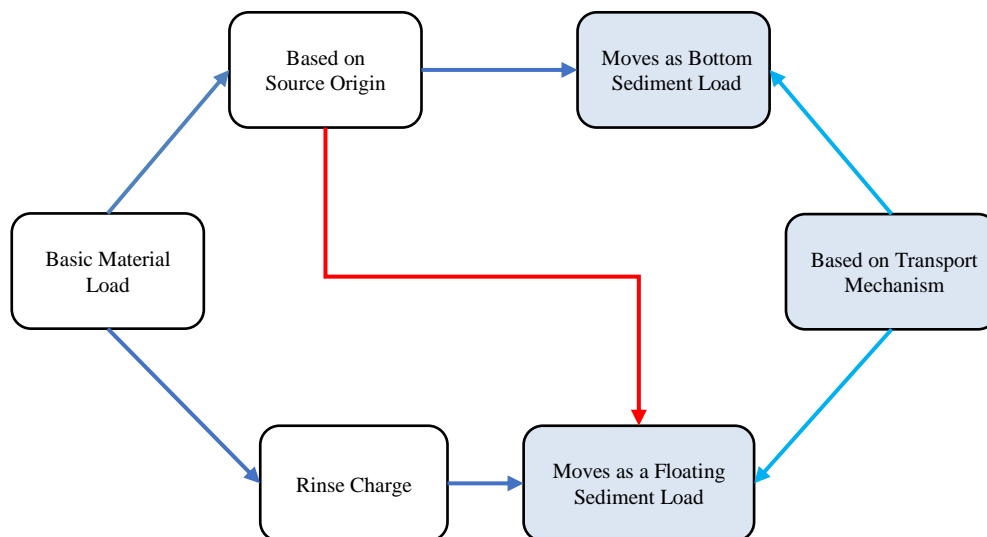 Based on
Source Origin
Moves as Bottom
Sediment Load
Basic Material
Load
Based on Transport
Mechanism
Rinse Charge
Moves as a Floating
Sediment Load